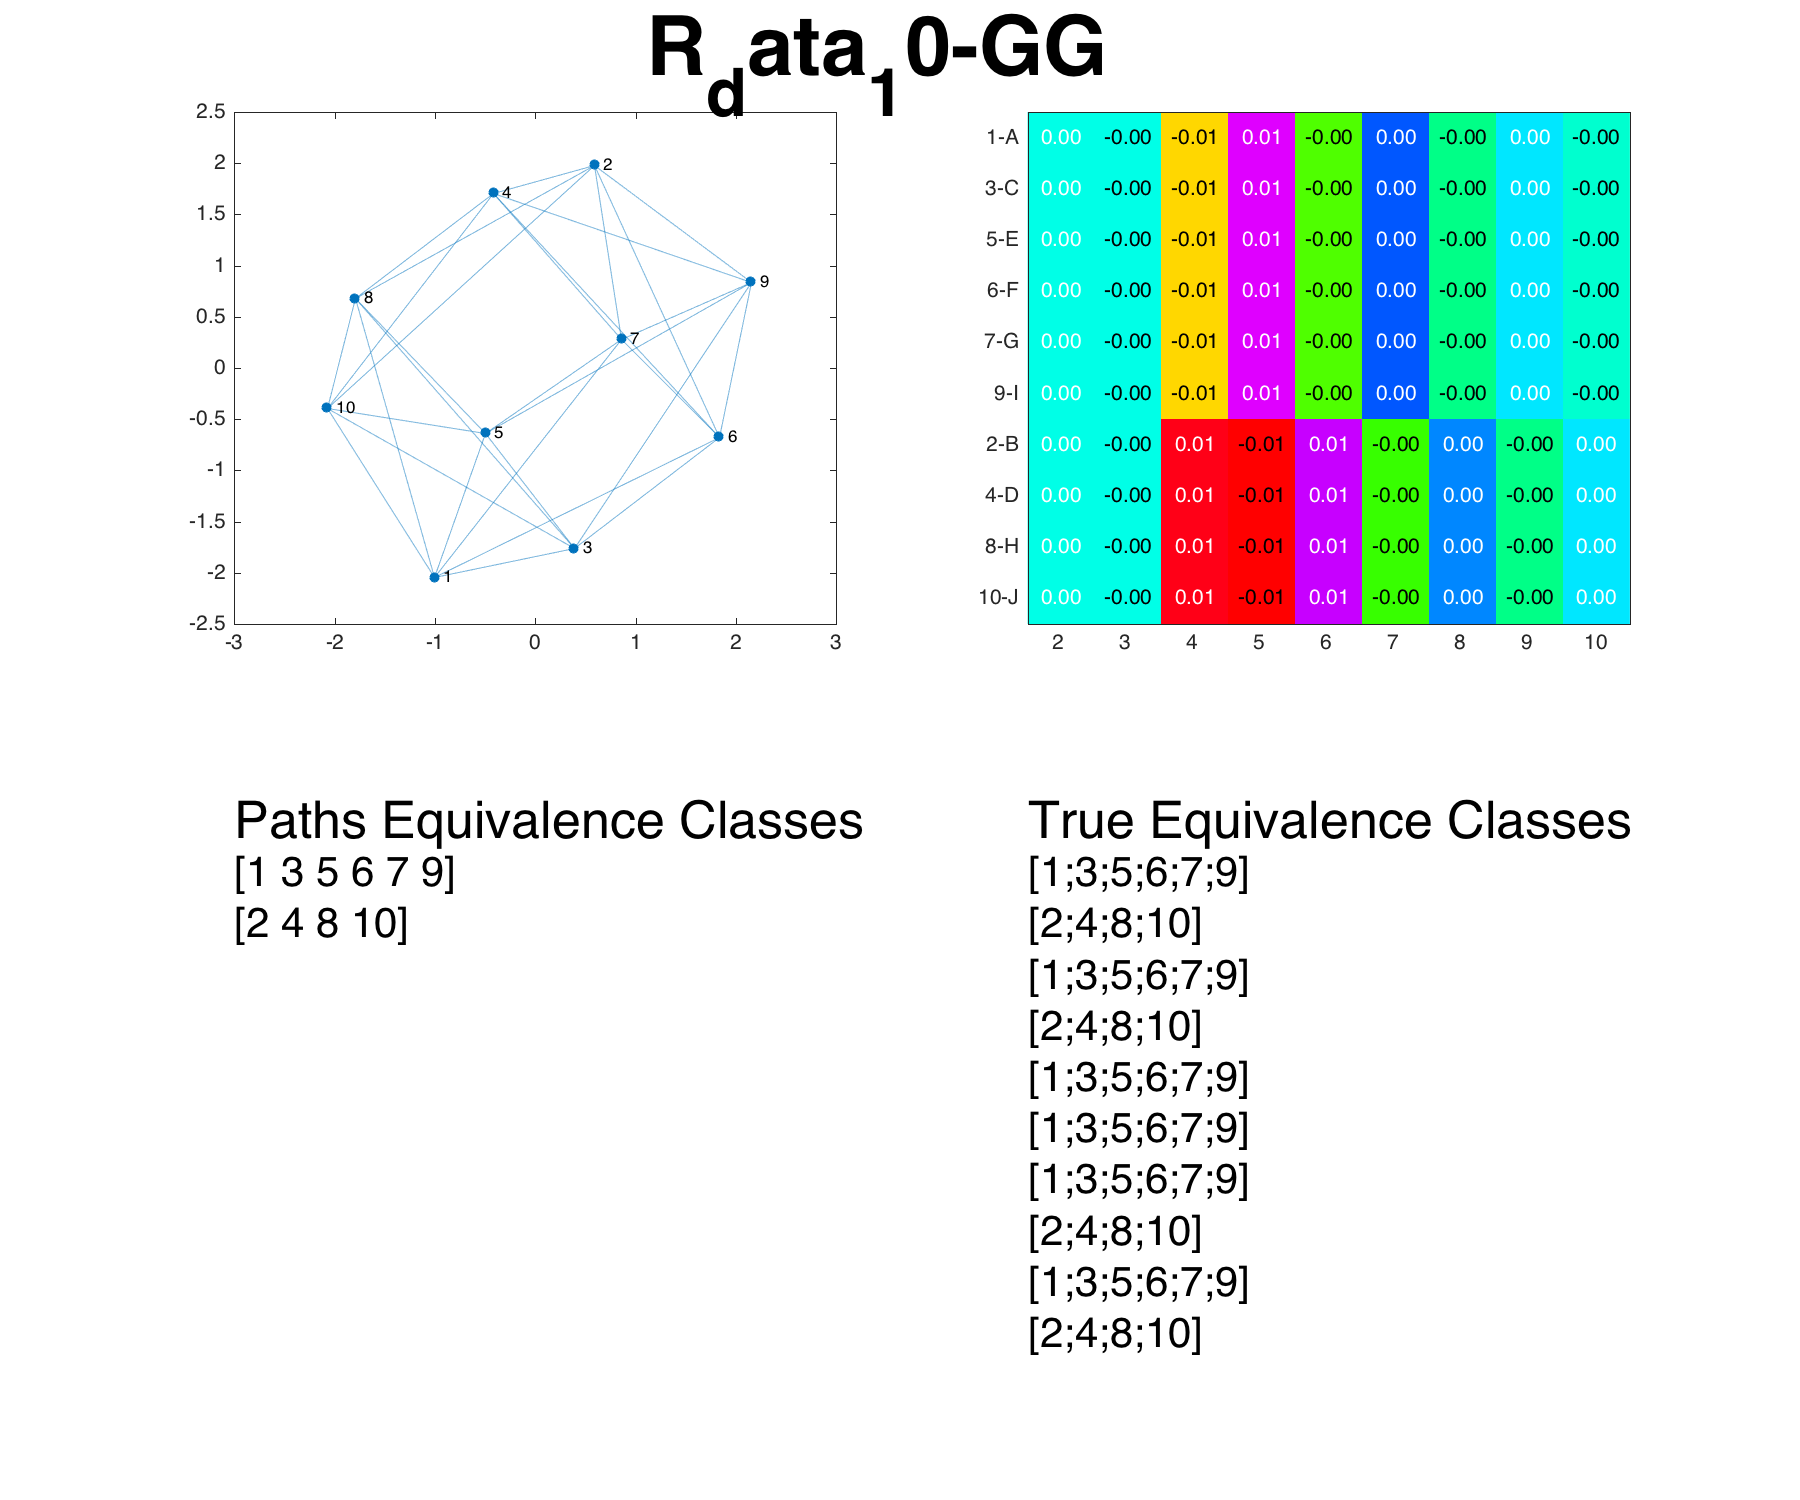 R_data_10-GG
2.5
2
1.5
1
0.5
0
-0.5
-1
-1.5
-2
-2.5
-3 -2 -1 0 1 2 3
2
4
9
8
7
10
5
6
3
1
1-A 0.00 -0.00 -0.01 0.01 -0.00 0.00 -0.00 0.00 -0.00
3-C 0.00 -0.00 -0.01 0.01 -0.00 0.00 -0.00 0.00 -0.00
5-E 0.00 -0.00 -0.01 0.01 -0.00 0.00 -0.00 0.00 -0.00
6-F 0.00 -0.00 -0.01 0.01 -0.00 0.00 -0.00 0.00 -0.00
7-G 0.00 -0.00 -0.01 0.01 -0.00 0.00 -0.00 0.00 -0.00
9-I 0.00 -0.00 -0.01 0.01 -0.00 0.00 -0.00 0.00 -0.00
2-B 0.00 -0.00 0.01 -0.01 0.01 -0.00 0.00 -0.00 0.00
4-D 0.00 -0.00 0.01 -0.01 0.01 -0.00 0.00 -0.00 0.00
8-H 0.00 -0.00 0.01 -0.01 0.01 -0.00 0.00 -0.00 0.00
10-J 0.00 -0.00 0.01 -0.01 0.01 -0.00 0.00 -0.00 0.00
2 3 4 5 6 7 8 9 10
Paths Equivalence Classes
[1 3 5 6 7 9]
[2 4 8 10]
True Equivalence Classes
[1;3;5;6;7;9]
[2;4;8;10]
[1;3;5;6;7;9]
[2;4;8;10]
[1;3;5;6;7;9]
[1;3;5;6;7;9]
[1;3;5;6;7;9]
[2;4;8;10]
[1;3;5;6;7;9]
[2;4;8;10]